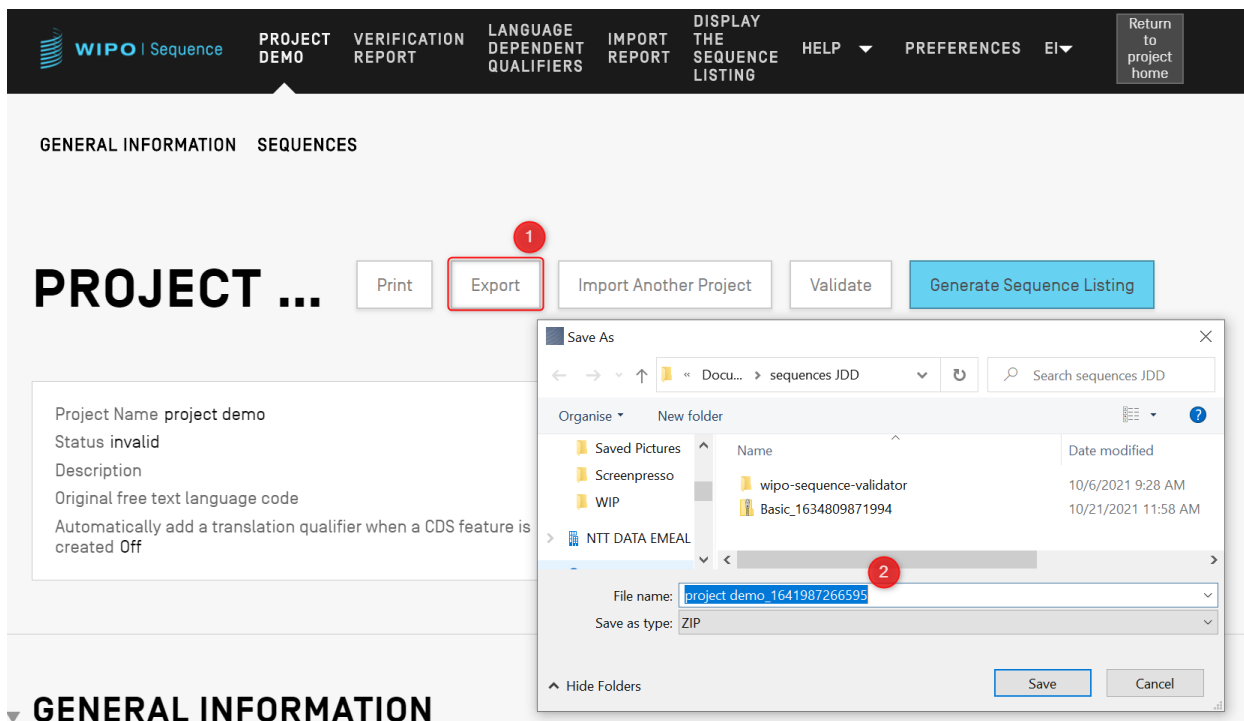 WIPO | Sequence
PROJECT
DEMO
VERIFICATION
REPORT
LANGUAGE
DEPENDENT
QUALIFIERS
IMPORT
REPORT
DISPLAY
THE
SEQUENCE
LISTING
HELP
PREFERENCES
EI
Return
to
project
home
GENERAL INFORMATION SEQUENCES
1
PROJECT ...
Print
Export
Import Another Project
Validate
Generate Sequence Listing
Project Name project demo
Status invalid
Description
Original free text language code
Automatically add a translation qualifier when a CDS feature is
created Off
Save As
« Docu... > sequences JDD
Search sequences JDD
Organise
New folder
Saved Pictures
Screenpresso
WIP
NTT DATA EMEAL
Name
Date modified
wipo-sequence-validator
10/6/2021 9:28 AM
Basic_1634809871994
10/21/2021 11:58 AM
2
File name: project demo_1641987266595
Save as type: ZIP
Hide Folders
Save
Cancel
GENERAL INFORMATION